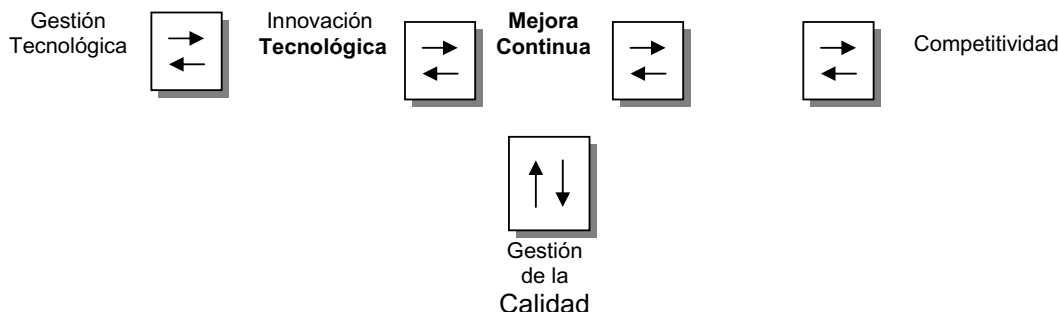 Gestión
Tecnológica
Innovación
Tecnológica
Mejora
Continua
Competitividad
Gestión
de la
Calidad